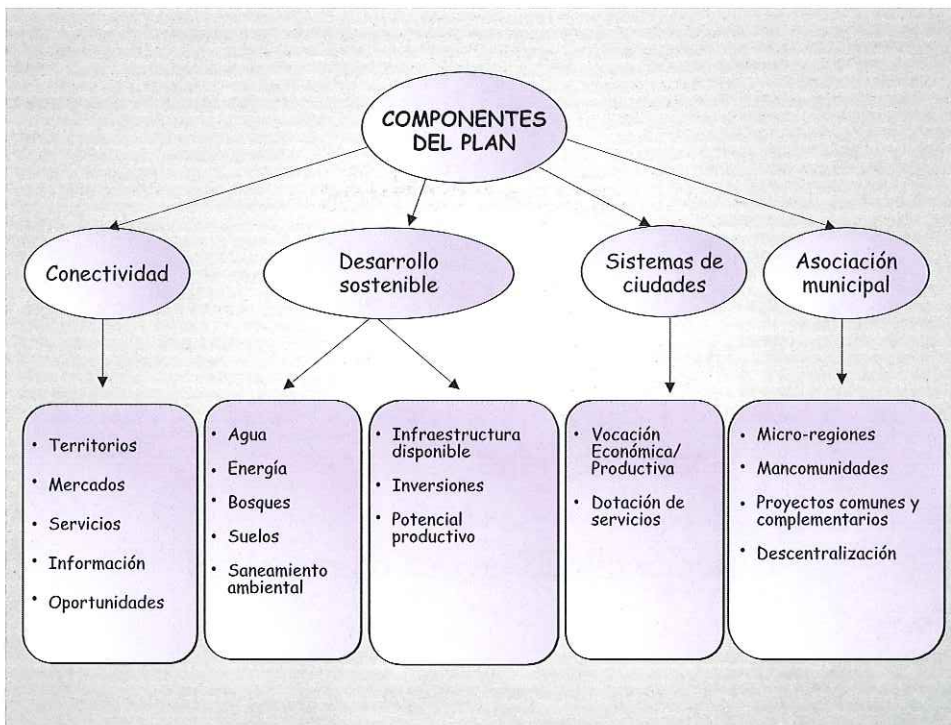 COMPONENTES
DEL PLAN
Conectividad
Desarrollo
sostenible
Sistemas de
ciudades
Asociación
municipal
• Territorios
• Mercados
• Servicios
• Información
• Oportunidades
• Agua
• Energía
• Bosques
• Suelos
• Saneamiento
ambiental
• Infraestructura
disponible
• Inversiones
• Potencial
productivo
• Vocación
Económica/
Productiva
• Dotación de
servicios
• Micro-regiones
• Mancomunidades
• Proyectos comunes y
complementarios
• Descentralización